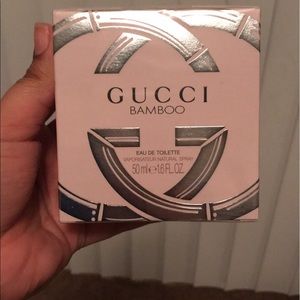 GUCCI
BAMBOO
EAU DE TOILETTE
VAPORISATEUR NATURAL SPRAY
50 ml ℮ 1.6 FL.OZ.